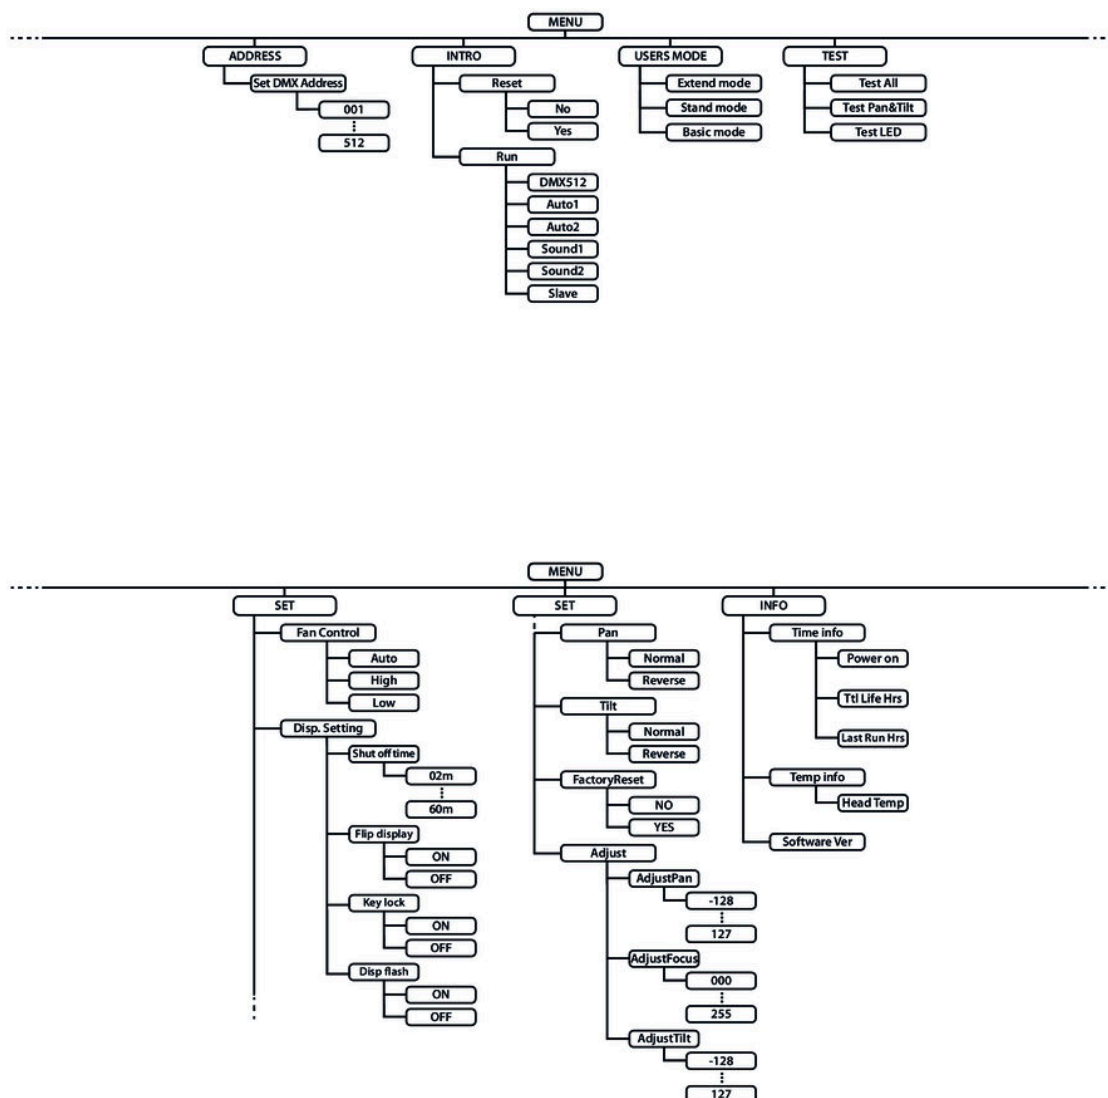 MENU
ADDRESS INTRO USERS MODE TEST
Set DMX Address Reset Extend mode Test All
001 No Stand mode Test Pan&Tilt
512 Yes Basic mode Test LED
Run
DMX512
Auto1
Auto2
Sound1
Sound2
Slave
MENU
SET SET INFO
Fan Control Pan Time info
Auto Normal Power on
High Reverse
Low Tilt Ttl Life Hrs
Disp. Setting Normal Last Run Hrs
Shut off time Reverse
02m FactoryReset Temp info
60m NO Head Temp
Flip display YES Software Ver
ON Adjust
OFF AdjustPan
Key lock -128
ON 127
OFF AdjustFocus
Disp flash 000
ON 255
OFF AdjustTilt
-128
127